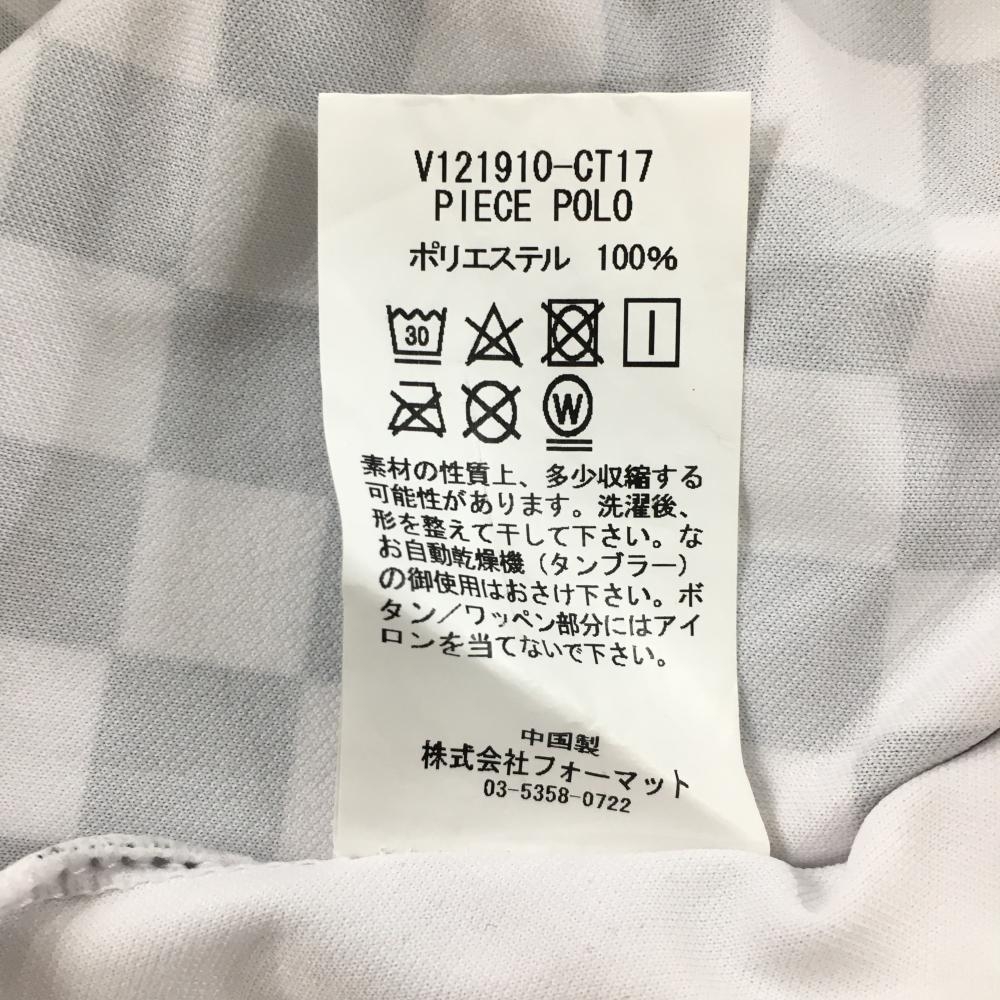 V121910-CT17
PIECE POLO
ポリエステル 100%
30
W
素材の性質上、多少収縮する
可能性があります。洗濯後、
形を整えて干して下さい。な
お自動乾燥機(タンブラー)
の御使用はおさけ下さい。ボ
タン/ワッペン部分にはアイ
ロンを当てないで下さい。
中国製
株式会社フォーマット
03-5358-0722